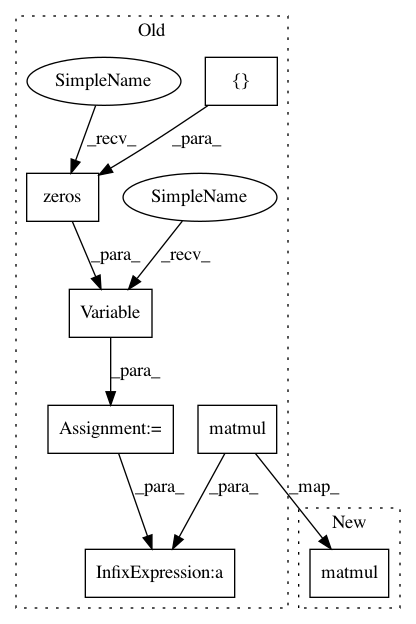 Old
SimpleName
{}
_recv_
_para_
zeros
SimpleName
_para_
_recv_
Variable
_para_
Assignment:=
matmul
_para_
_para_
_map_
New
InfixExpression:a
matmul